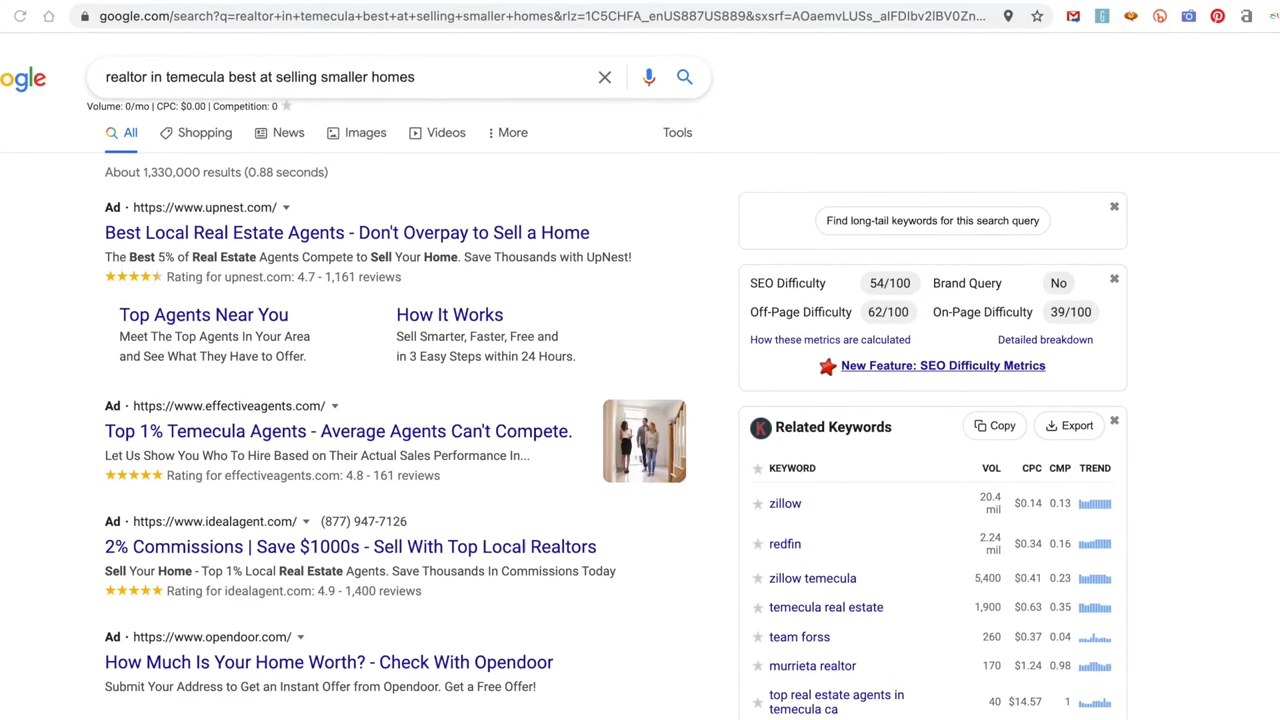 google.com/search?q=realtor+in+temecula+best+at+selling+smaller+homes&rlz=1C5CHFA_enUS887US889&sxsrf=AOaemvLUSs_alFDlbv2lBV0Zn...
ogle
realtor in temecula best at selling smaller homes
Volume: 0/mo | CPC: $0.00 | Competition: 0
All
Shopping
News
Images
Videos
More
Tools
About 1,330,000 results (0.88 seconds)
Ad · https://www.upnest.com/
Best Local Real Estate Agents - Don't Overpay to Sell a Home
The Best 5% of Real Estate Agents Compete to Sell Your Home. Save Thousands with UpNest!
Rating for upnest.com: 4.7 - 1,161 reviews
Top Agents Near You
Meet The Top Agents In Your Area
and See What They Have to Offer.
How It Works
Sell Smarter, Faster, Free and
in 3 Easy Steps within 24 Hours.
Ad · https://www.effectiveagents.com/
Top 1% Temecula Agents - Average Agents Can't Compete.
Let Us Show You Who To Hire Based on Their Actual Sales Performance In...
Rating for effectiveagents.com: 4.8 - 161 reviews
Ad · https://www.idealagent.com/ (877) 947-7126
2% Commissions | Save $1000s - Sell With Top Local Realtors
Sell Your Home - Top 1% Local Real Estate Agents. Save Thousands In Commissions Today
Rating for idealagent.com: 4.9 - 1,400 reviews
Ad · https://www.opendoor.com/
How Much Is Your Home Worth? - Check With Opendoor
Submit Your Address to Get an Instant Offer from Opendoor. Get a Free Offer!
Find long-tail keywords for this search query
SEO Difficulty 54/100 Brand Query No
Off-Page Difficulty 62/100 On-Page Difficulty 39/100
How these metrics are calculated Detailed breakdown
New Feature: SEO Difficulty Metrics
K Related Keywords Copy Export
KEYWORD VOL CPC CMP TREND
zillow 20.4 mil $0.14 0.13
redfin 2.24 mil $0.34 0.16
zillow temecula 5,400 $0.41 0.23
temecula real estate 1,900 $0.63 0.35
team forss 260 $0.37 0.04
murrieta realtor 170 $1.24 0.98
top real estate agents in
temecula ca 40 $14.57 1